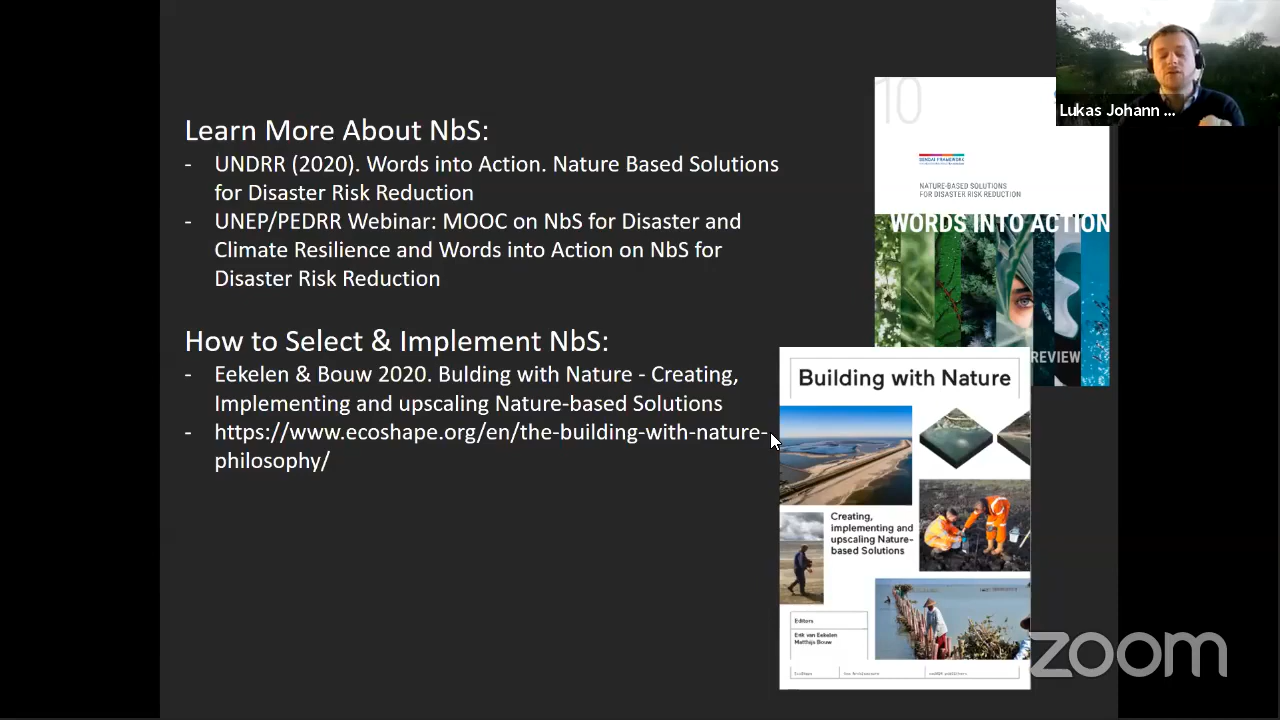 Learn More About NbS:
- UNDRR (2020). Words into Action. Nature Based Solutions
for Disaster Risk Reduction
- UNEP/PEDRR Webinar: MOOC on NbS for Disaster and
Climate Resilience and Words into Action on NbS for
Disaster Risk Reduction
How to Select & Implement NbS:
- Eekelen & Bouw 2020. Bulding with Nature - Creating,
Implementing and upscaling Nature-based Solutions
- https://www.ecoshape.org/en/the-building-with-nature-
philosophy/
Lukas Johann ...
10
SENDAI FRAMEWORK
NATURE-BASED SOLUTIONS
FOR DISASTER RISK REDUCTION
WORDS INTO ACTION
REVIEW
Building with Nature
Creating,
implementing and
upscaling Nature-
based Solutions
Editors
Erik van Eekelen
Matthijs Bouw
EcoShape
zoom